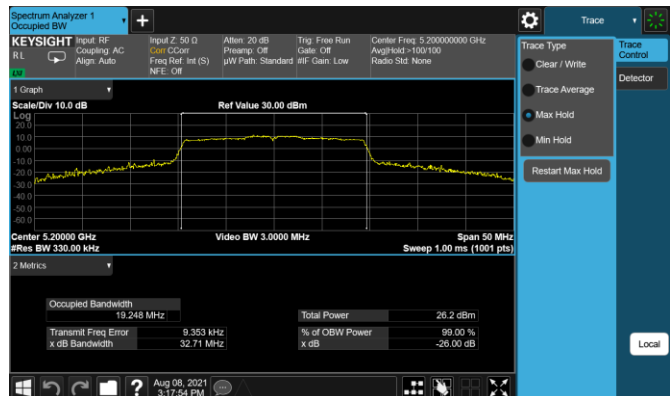 Spectrum Analyzer 1
Occupied BW
Trace
KEYSIGHT
R L
LXI
Input: RF
Coupling: AC
Align: Auto
Input Z: 50 Ω
Corr CCorr
Freq Ref: Int (S)
NFE: Off
Atten: 20 dB
Preamp: Off
µW Path: Standard
Trig: Free Run
Gate: Off
#IF Gain: Low
Center Freq: 5.200000000 GHz
Avg|Hold:>100/100
Radio Std: None
1 Graph
Scale/Div 10.0 dB
Ref Value 30.00 dBm
Log
20.0
10.0
0.00
-10.0
-20.0
-30.0
-40.0
-50.0
-60.0
Center 5.20000 GHz
Video BW 3.0000 MHz
Span 50 MHz
#Res BW 330.00 kHz
Sweep 1.00 ms (1001 pts)
2 Metrics
Occupied Bandwidth
19.248 MHz
Total Power 26.2 dBm
Transmit Freq Error 9.353 kHz
% of OBW Power 99.00 %
x dB Bandwidth 32.71 MHz
x dB -26.00 dB
Aug 08, 2021
3:17:54 PM
Trace Type
Clear / Write
Trace Average
Max Hold
Min Hold
Restart Max Hold
Trace
Control
Detector
Local